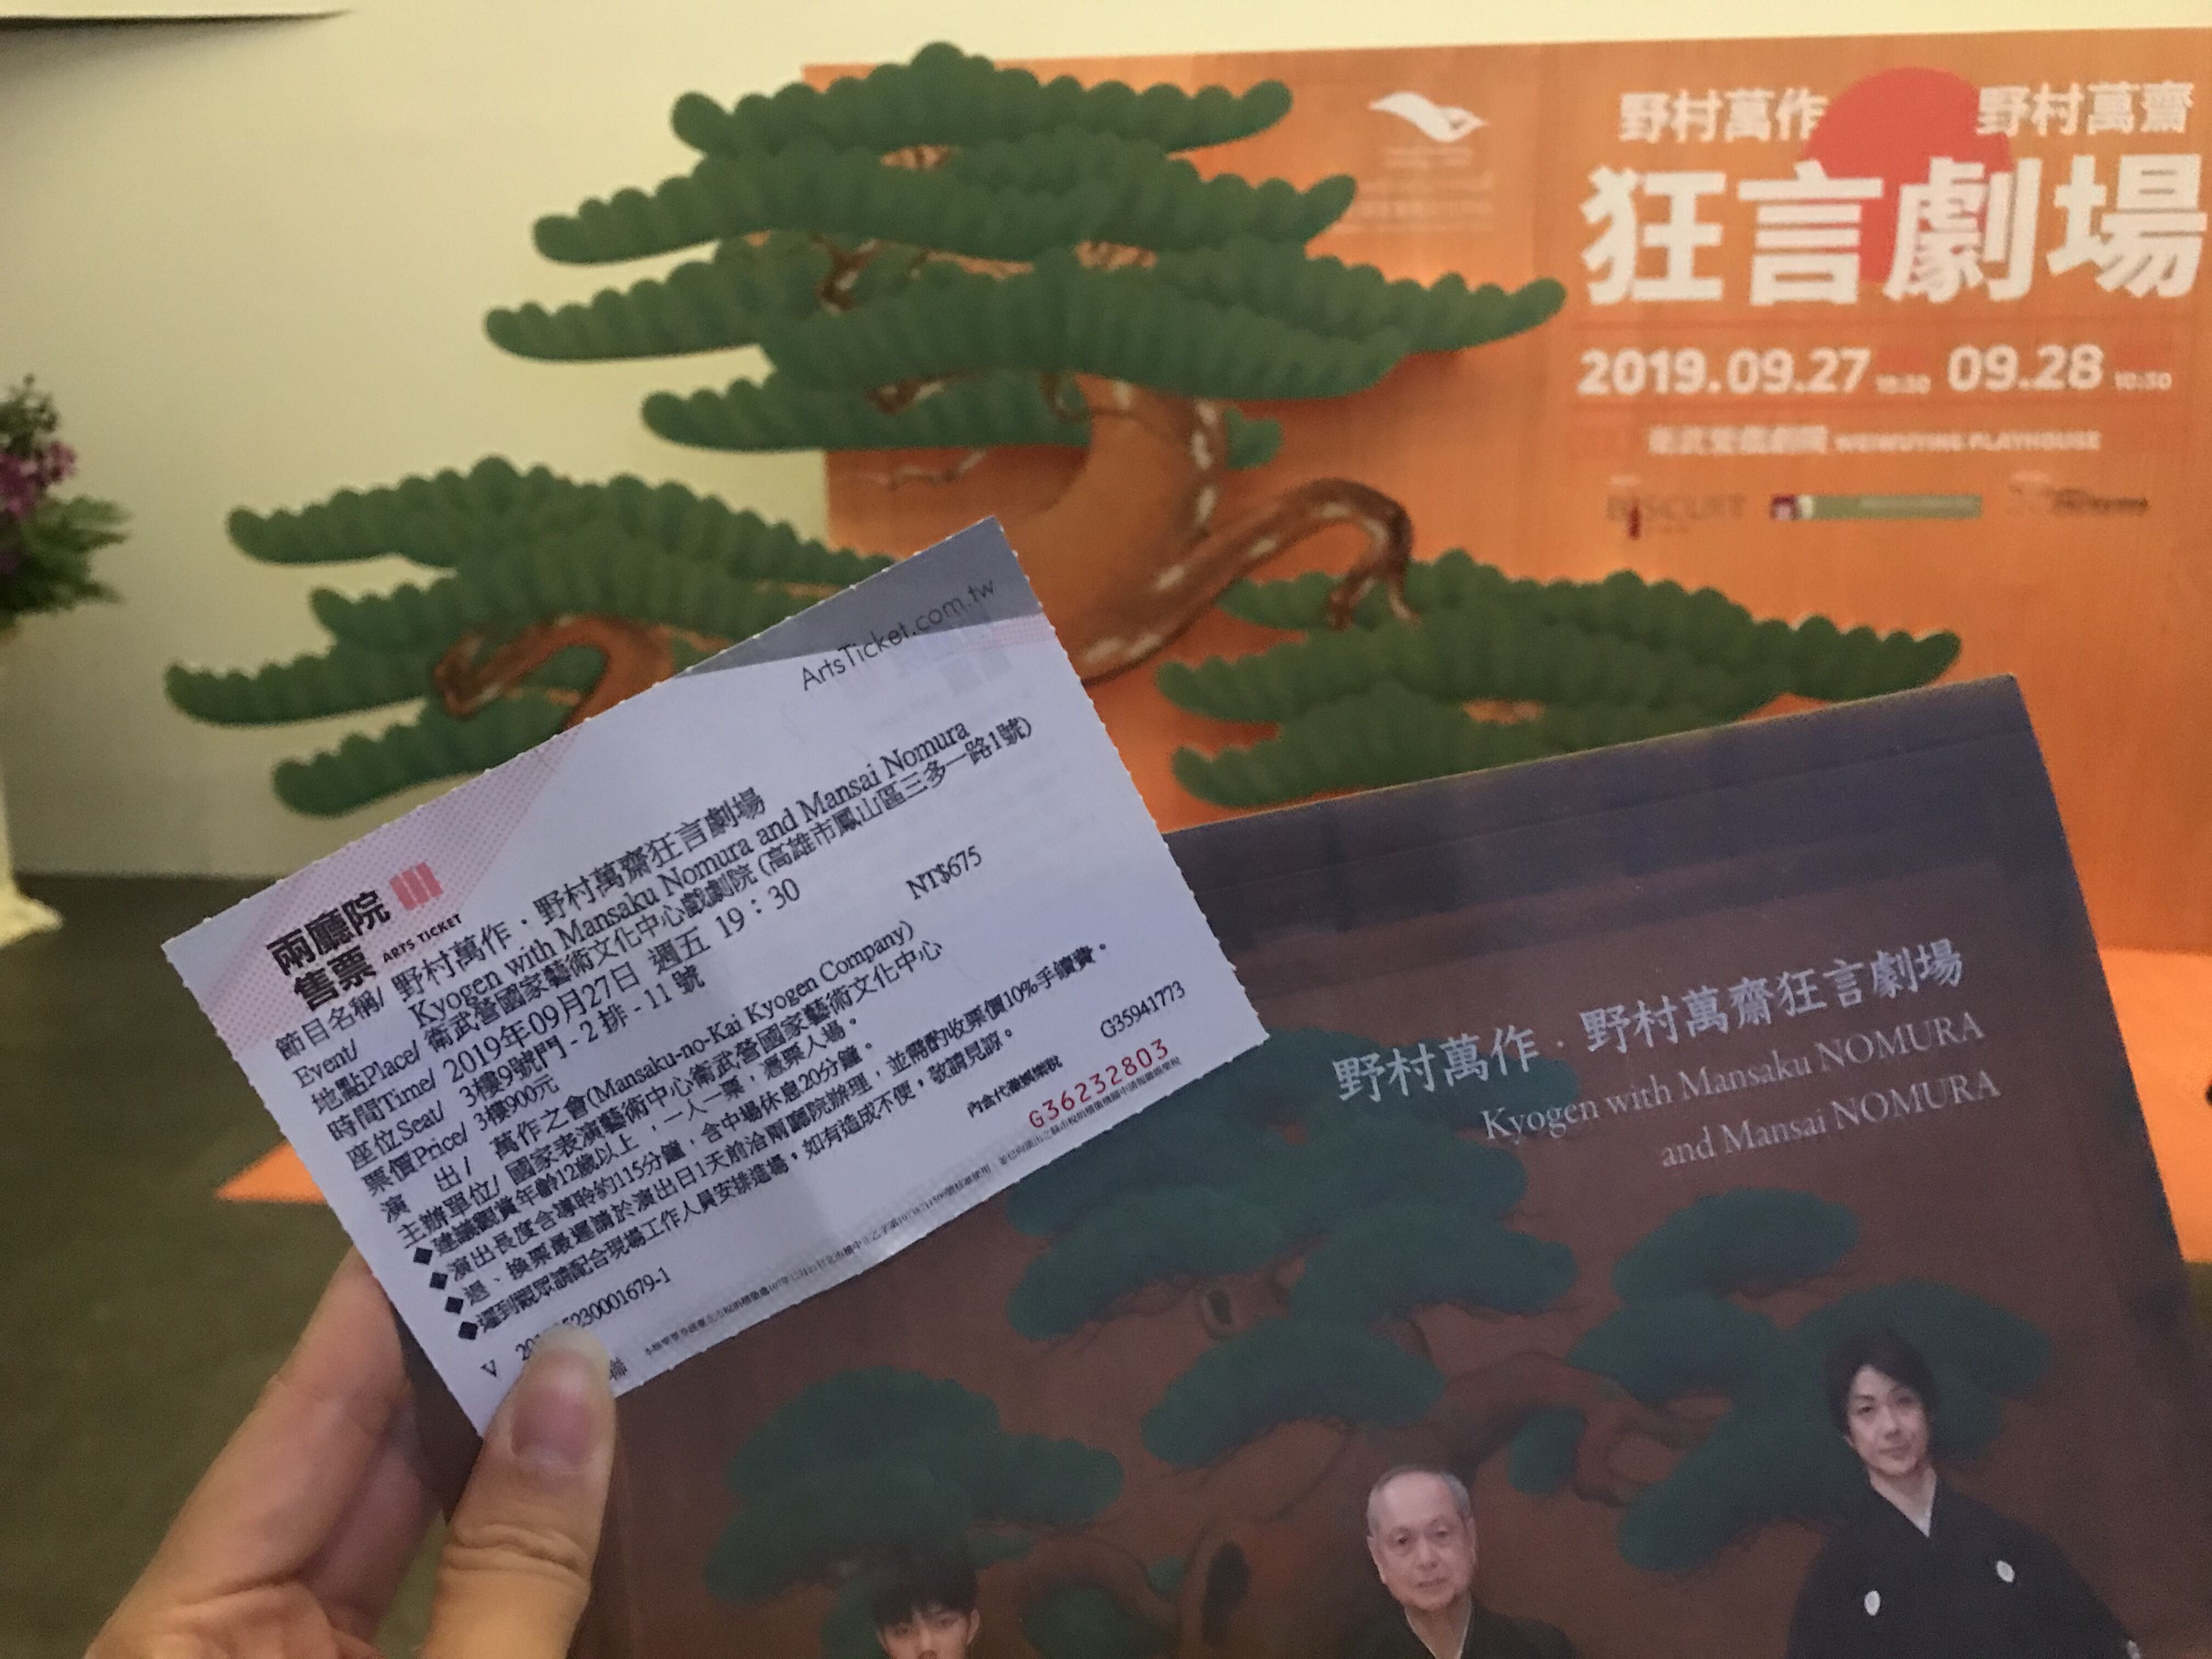 野村萬作 野村萬齋
狂言劇場
2019.09.27 09.28
衛武營戲劇院 WEIWUYING PLAYHOUSE
BISCUIT
ArtsTicket.com.tw
兩廳院
售票
ARTS TICKET
節目名稱/ 野村萬作．野村萬齋狂言劇場
Event/ Kyogen with Mansaku Nomura and Mansai Nomura
地點Place/ 衛武營國家藝術文化中心戲劇院 (高雄市鳳山區三多一路1號)
時間Time/ 2019年09月27日 週五 19：30
座位Seat/ 3樓9號門 - 2 排 - 11 號
票價Price/ 3樓900元 NT$675
演 出/ 萬作之會(Mansaku-no-Kai Kyogen Company)
主辦單位/ 國家表演藝術中心衛武營國家藝術文化中心
◆建議觀賞年齡12歲以上，一人一票，憑票入場。
◆演出長度含導聆約115分鐘，含中場休息20分鐘。
◆退、換票最遲請於演出日1天前洽兩廳院辦理，並需酌收票價10%手續費。
◆遲到觀眾請配合現場工作人員安排進場，如有造成不便，敬請見諒。
內含代徵娛樂稅 G35941773
G36232803
V
230001679-1
聯
野村萬作．野村萬齋狂言劇場
Kyogen with Mansaku NOMURA
and Mansai NOMURA